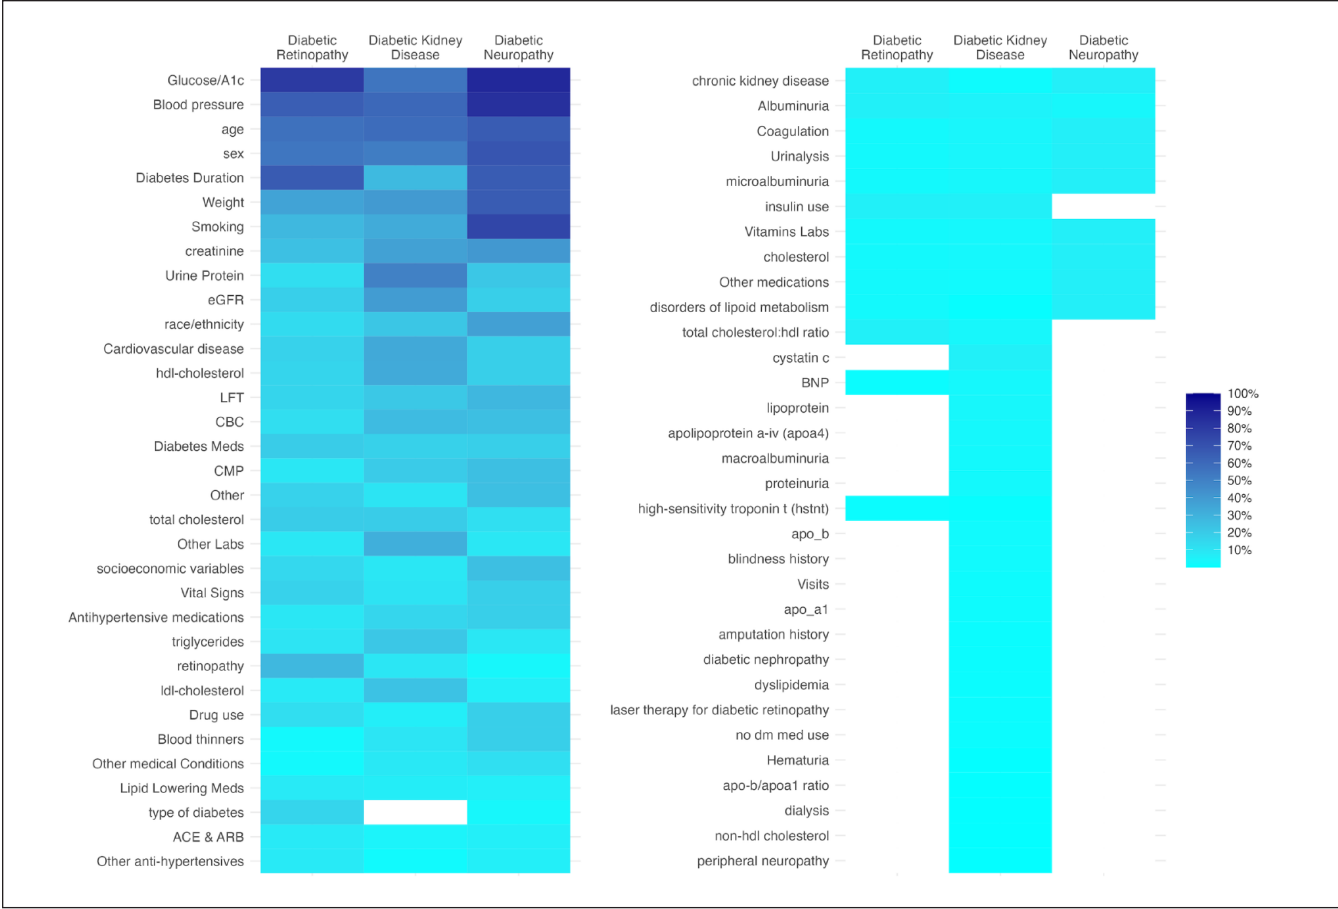 Diabetic
Retinopathy
Diabetic Kidney
Disease
Diabetic
Neuropathy
Glucose/A1c
Blood pressure
age
sex
Diabetes Duration
Weight
Smoking
creatinine
Urine Protein
eGFR
race/ethnicity
Cardiovascular disease
hdl-cholesterol
LFT
CBC
Diabetes Meds
CMP
Other
total cholesterol
Other Labs
socioeconomic variables
Vital Signs
Antihypertensive medications
triglycerides
retinopathy
ldl-cholesterol
Drug use
Blood thinners
Other medical Conditions
Lipid Lowering Meds
type of diabetes
ACE & ARB
Other anti-hypertensives
Diabetic
Retinopathy
Diabetic Kidney
Disease
Diabetic
Neuropathy
chronic kidney disease
Albuminuria
Coagulation
Urinalysis
microalbuminuria
insulin use
Vitamins Labs
cholesterol
Other medications
disorders of lipoid metabolism
total cholesterol:hdl ratio
cystatin c
BNP
lipoprotein
apolipoprotein a-iv (apoa4)
macroalbuminuria
proteinuria
high-sensitivity troponin t (hstnt)
apo_b
blindness history
Visits
apo_a1
amputation history
diabetic nephropathy
dyslipidemia
laser therapy for diabetic retinopathy
no dm med use
Hematuria
apo-b/apoa1 ratio
dialysis
non-hdl cholesterol
peripheral neuropathy
100%
90%
80%
70%
60%
50%
40%
30%
20%
10%